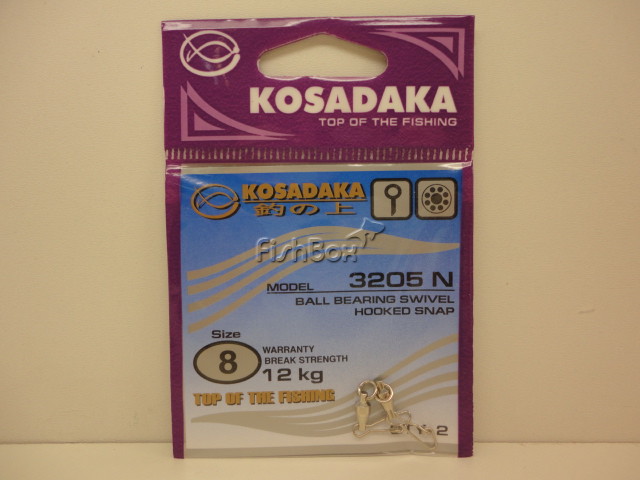 KOSADAKA
TOP OF THE FISHING
KOSADAKA
釣の上
FishBox
MODEL 3205 N
BALL BEARING SWIVEL
HOOKED SNAP
Size
8
WARRANTY
BREAK STRENGTH
12 kg
TOP OF THE FISHING